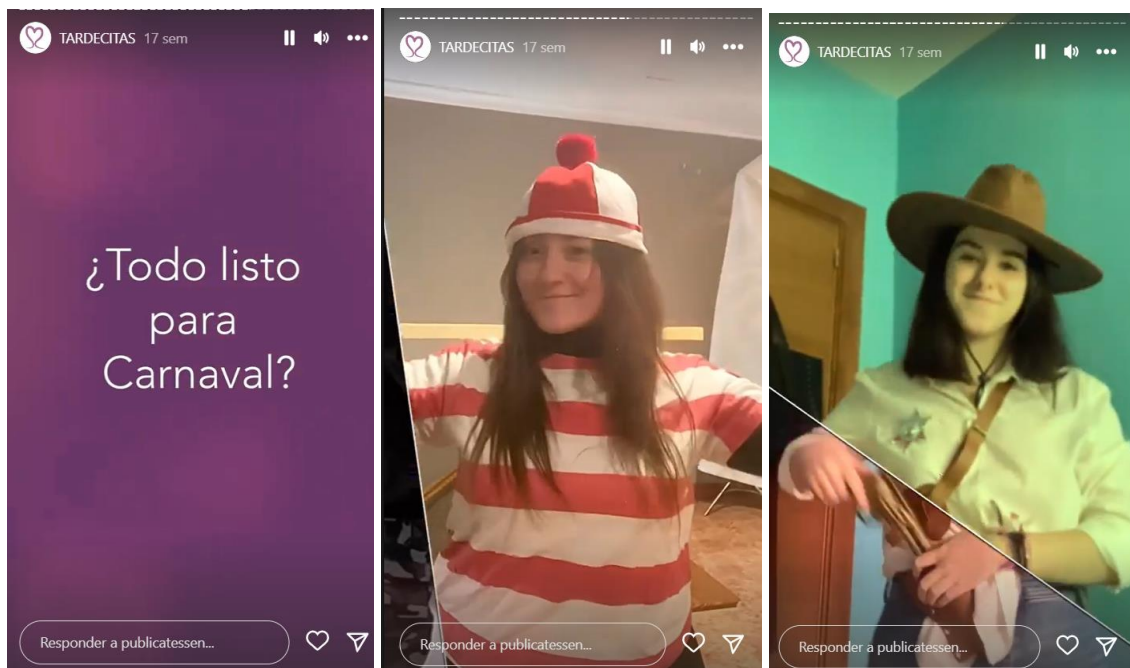 TARDECITAS 17 sem
¿Todo listo
para
Carnaval?
Responder a publicatessen...
TARDECITAS 17 sem
Responder a publicatessen...
TARDECITAS 17 sem
Responder a publicatessen...